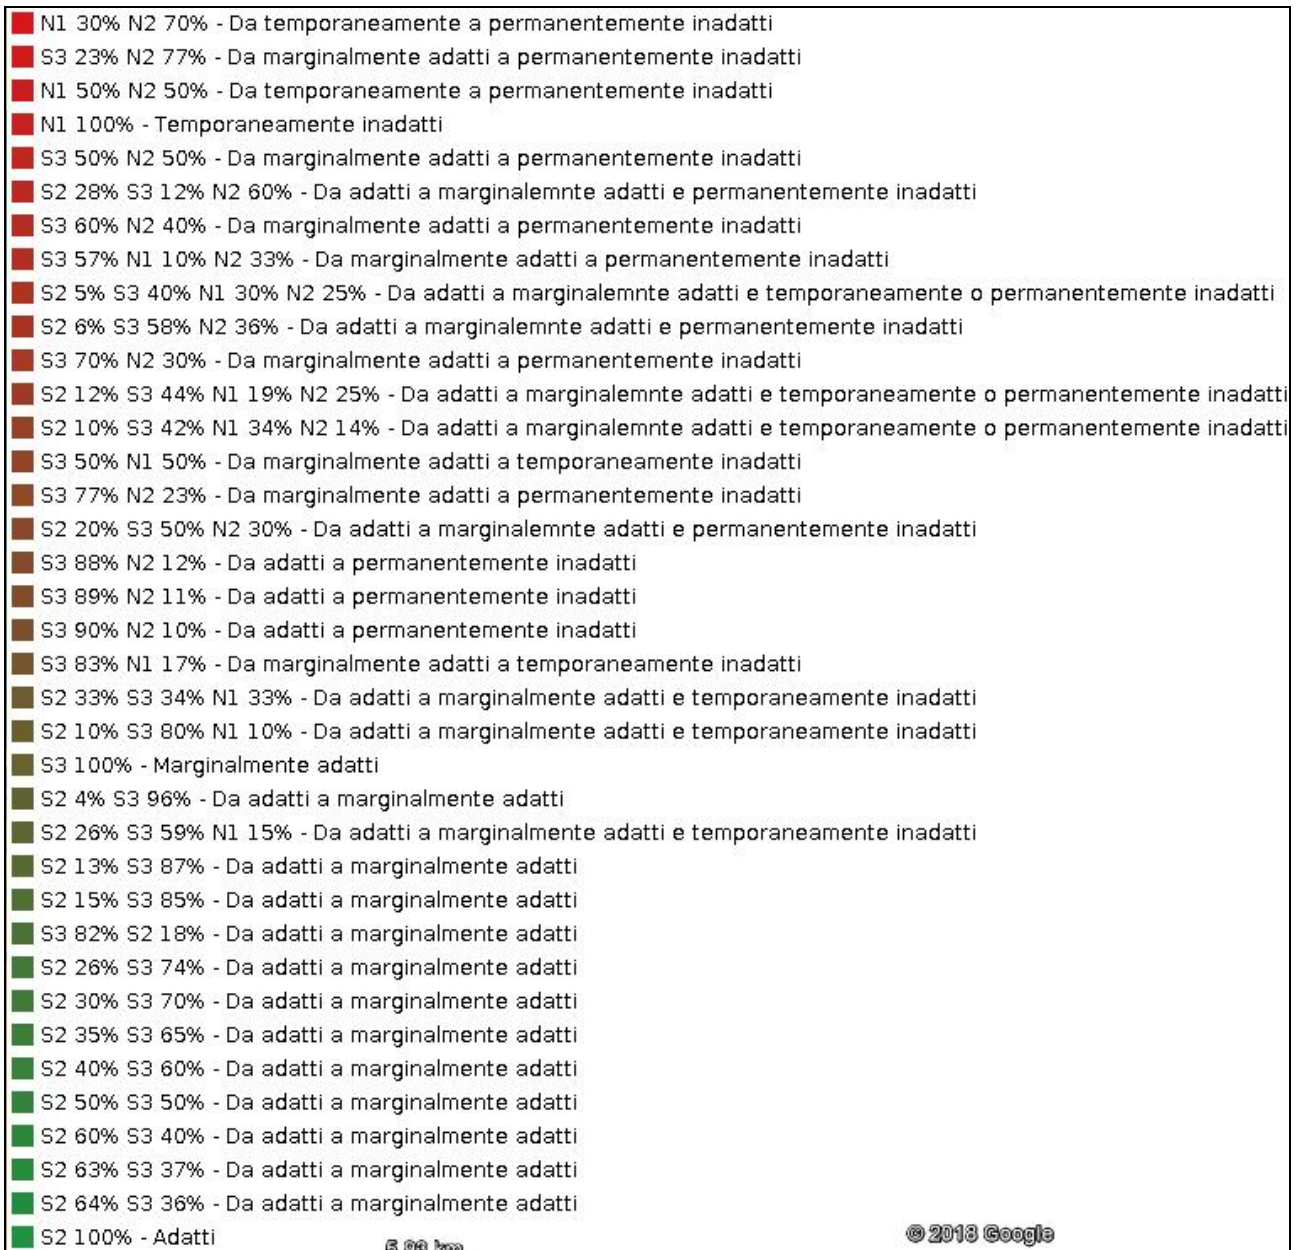 N1 30% N2 70% - Da temporaneamente a permanentemente inadatti
S3 23% N2 77% - Da marginalmente adatti a permanentemente inadatti
N1 50% N2 50% - Da temporaneamente a permanentemente inadatti
N1 100% - Temporaneamente inadatti
S3 50% N2 50% - Da marginalmente adatti a permanentemente inadatti
S2 28% S3 12% N2 60% - Da adatti a marginalemnte adatti e permanentemente inadatti
S3 60% N2 40% - Da marginalmente adatti a permanentemente inadatti
S3 57% N1 10% N2 33% - Da marginalmente adatti a permanentemente inadatti
S2 5% S3 40% N1 30% N2 25% - Da adatti a marginalemnte adatti e temporaneamente o permanentemente inadatti
S2 6% S3 58% N2 36% - Da adatti a marginalemnte adatti e permanentemente inadatti
S3 70% N2 30% - Da marginalmente adatti a permanentemente inadatti
S2 12% S3 44% N1 19% N2 25% - Da adatti a marginalemnte adatti e temporaneamente o permanentemente inadatti
S2 10% S3 42% N1 34% N2 14% - Da adatti a marginalemnte adatti e temporaneamente o permanentemente inadatti
S3 50% N1 50% - Da marginalmente adatti a temporaneamente inadatti
S3 77% N2 23% - Da marginalmente adatti a permanentemente inadatti
S2 20% S3 50% N2 30% - Da adatti a marginalemnte adatti e permanentemente inadatti
S3 88% N2 12% - Da adatti a permanentemente inadatti
S3 89% N2 11% - Da adatti a permanentemente inadatti
S3 90% N2 10% - Da adatti a permanentemente inadatti
S3 83% N1 17% - Da marginalmente adatti a temporaneamente inadatti
S2 33% S3 34% N1 33% - Da adatti a marginalmente adatti e temporaneamente inadatti
S2 10% S3 80% N1 10% - Da adatti a marginalmente adatti e temporaneamente inadatti
S3 100% - Marginalmente adatti
S2 4% S3 96% - Da adatti a marginalmente adatti
S2 26% S3 59% N1 15% - Da adatti a marginalmente adatti e temporaneamente inadatti
S2 13% S3 87% - Da adatti a marginalmente adatti
S2 15% S3 85% - Da adatti a marginalmente adatti
S3 82% S2 18% - Da adatti a marginalmente adatti
S2 26% S3 74% - Da adatti a marginalmente adatti
S2 30% S3 70% - Da adatti a marginalmente adatti
S2 35% S3 65% - Da adatti a marginalmente adatti
S2 40% S3 60% - Da adatti a marginalmente adatti
S2 50% S3 50% - Da adatti a marginalmente adatti
S2 60% S3 40% - Da adatti a marginalmente adatti
S2 63% S3 37% - Da adatti a marginalmente adatti
S2 64% S3 36% - Da adatti a marginalmente adatti
S2 100% - Adatti
© 2018 Google